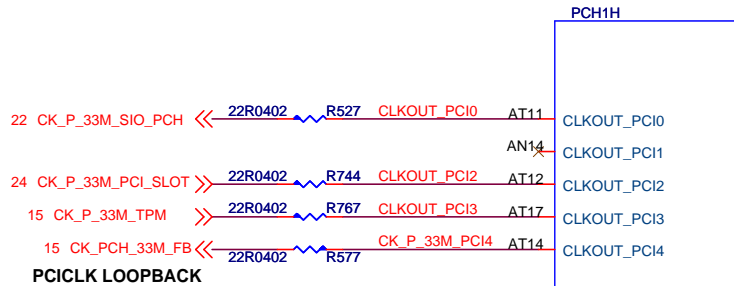 PCH1H
22 CK_P_33M_SIO_PCH 22R0402 R527 CLKOUT_PCI0 AT11 CLKOUT_PCI0
AN14 CLKOUT_PCI1
24 CK_P_33M_PCI_SLOT 22R0402 R744 CLKOUT_PCI2 AT12 CLKOUT_PCI2
15 CK_P_33M_TPM 22R0402 R767 CLKOUT_PCI3 AT17 CLKOUT_PCI3
15 CK_PCH_33M_FB 22R0402 R577 CK_P_33M_PCI4 AT14 CLKOUT_PCI4
PCICLK LOOPBACK